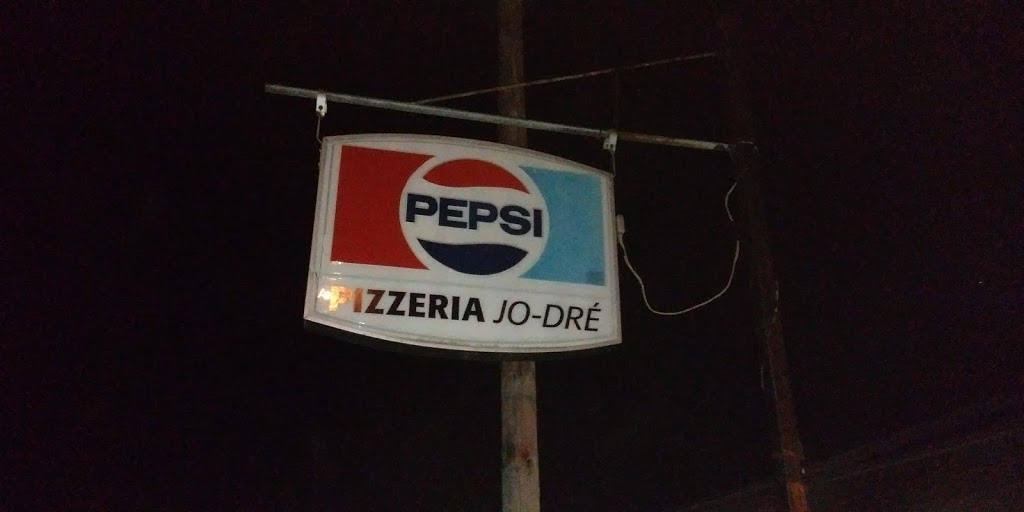 PEPSI
PIZZERIA JO-DRÉ